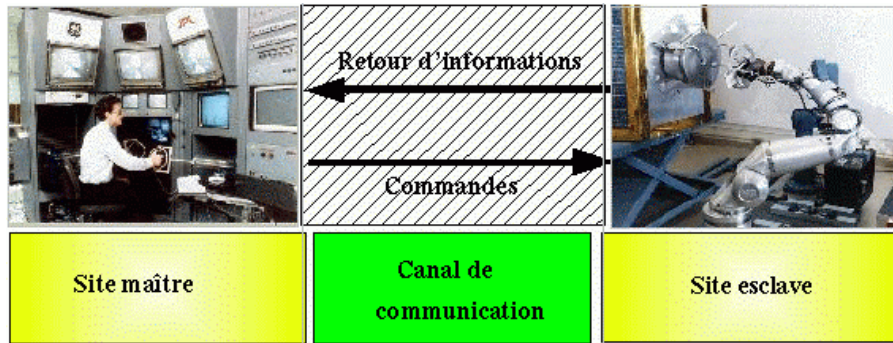 Retour d'informations
Commandes
Site maître
Canal de
communication
Site esclave